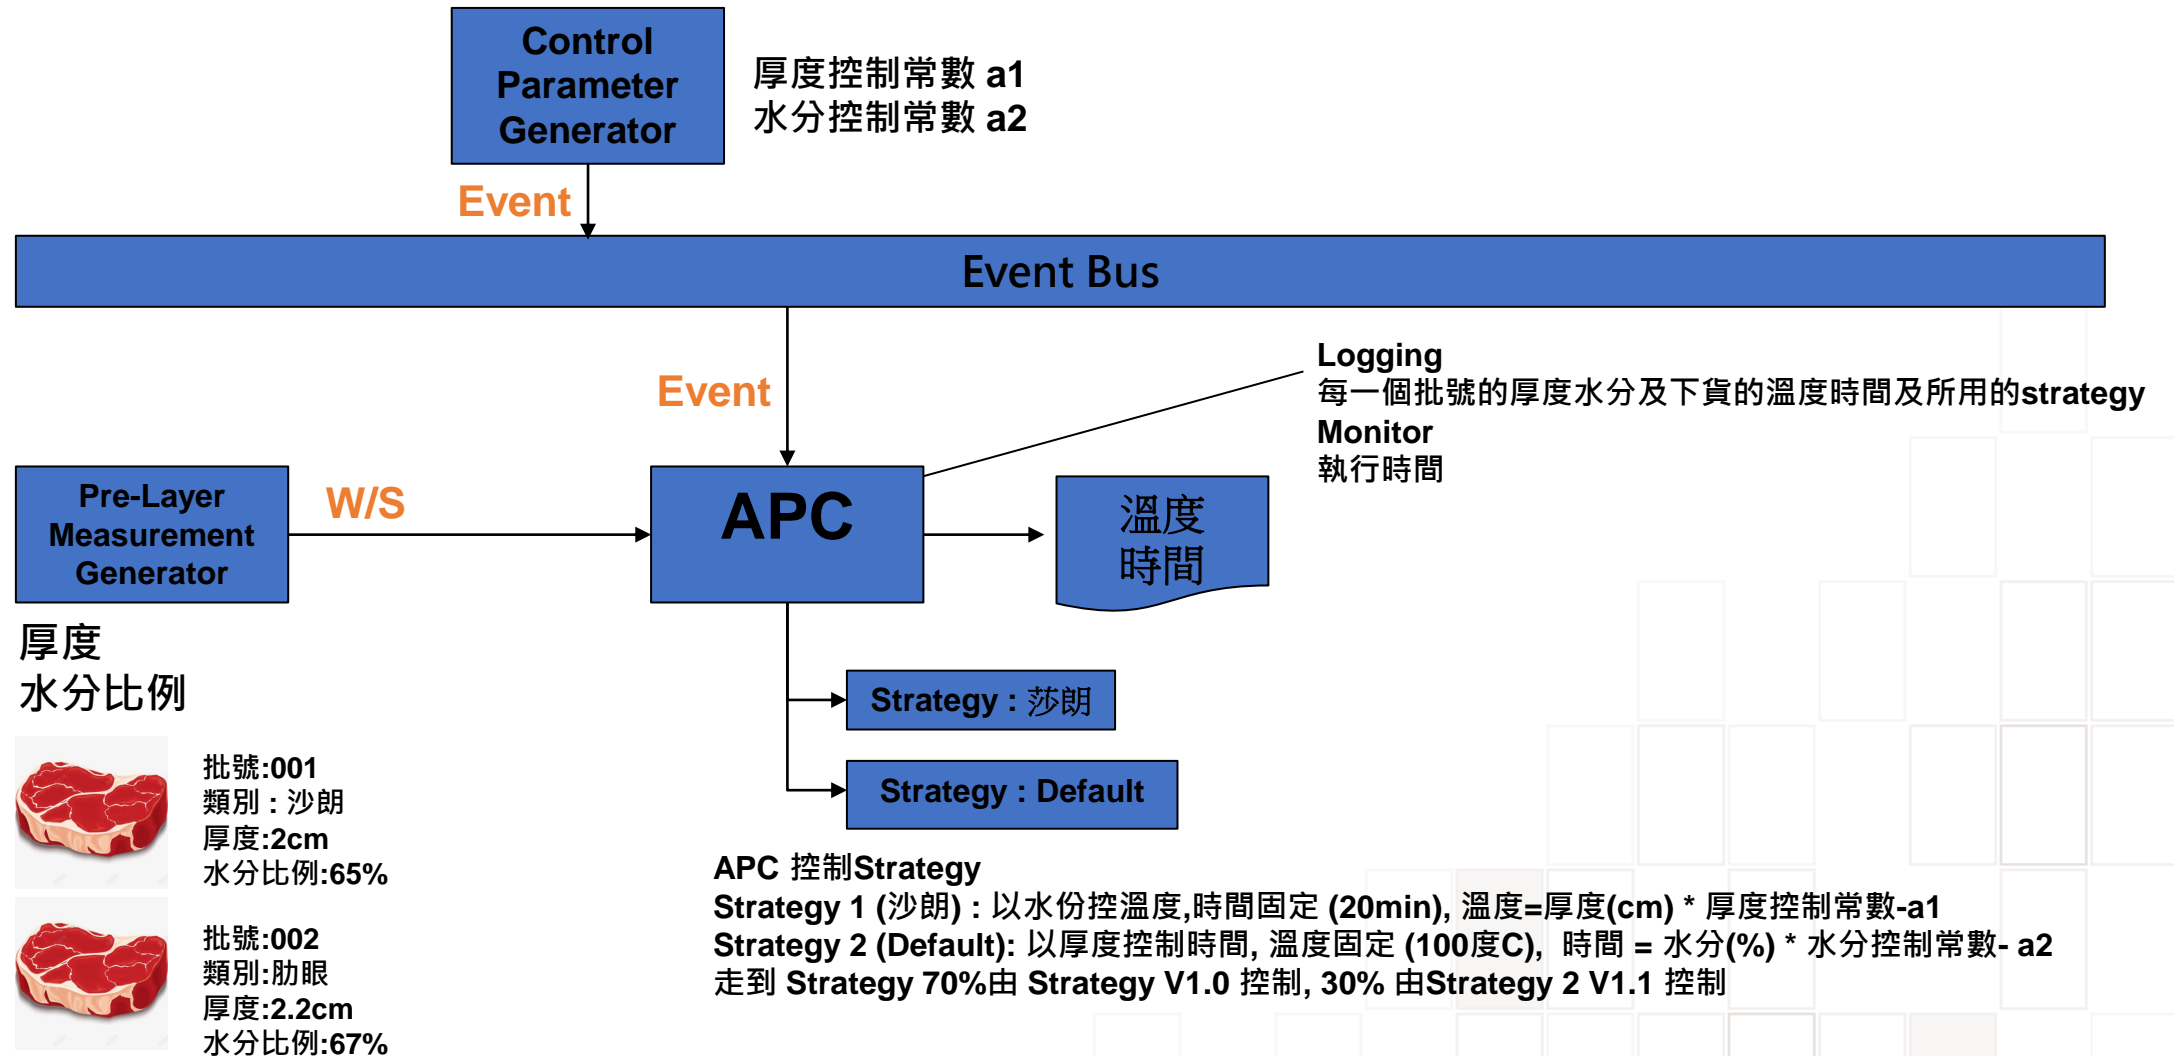 Control
Parameter
Generator
厚度控制常數 a1
水分控制常數 a2
Event
Event Bus
Event
Logging
每一個批號的厚度水分及下貨的溫度時間及所用的strategy
Monitor
執行時間
Pre-Layer
Measurement
Generator
W/S
APC
溫度
時間
厚度
水分比例
Strategy : 莎朗
Strategy : Default
批號:001
類別 : 沙朗
厚度:2cm
水分比例:65%
批號:002
類別:肋眼
厚度:2.2cm
水分比例:67%
APC 控制Strategy
Strategy 1 (沙朗) : 以水份控溫度,時間固定 (20min), 溫度=厚度(cm) * 厚度控制常數-a1
Strategy 2 (Default): 以厚度控制時間, 溫度固定 (100度C), 時間 = 水分(%) * 水分控制常數- a2
走到 Strategy 70%由 Strategy V1.0 控制, 30% 由Strategy 2 V1.1 控制